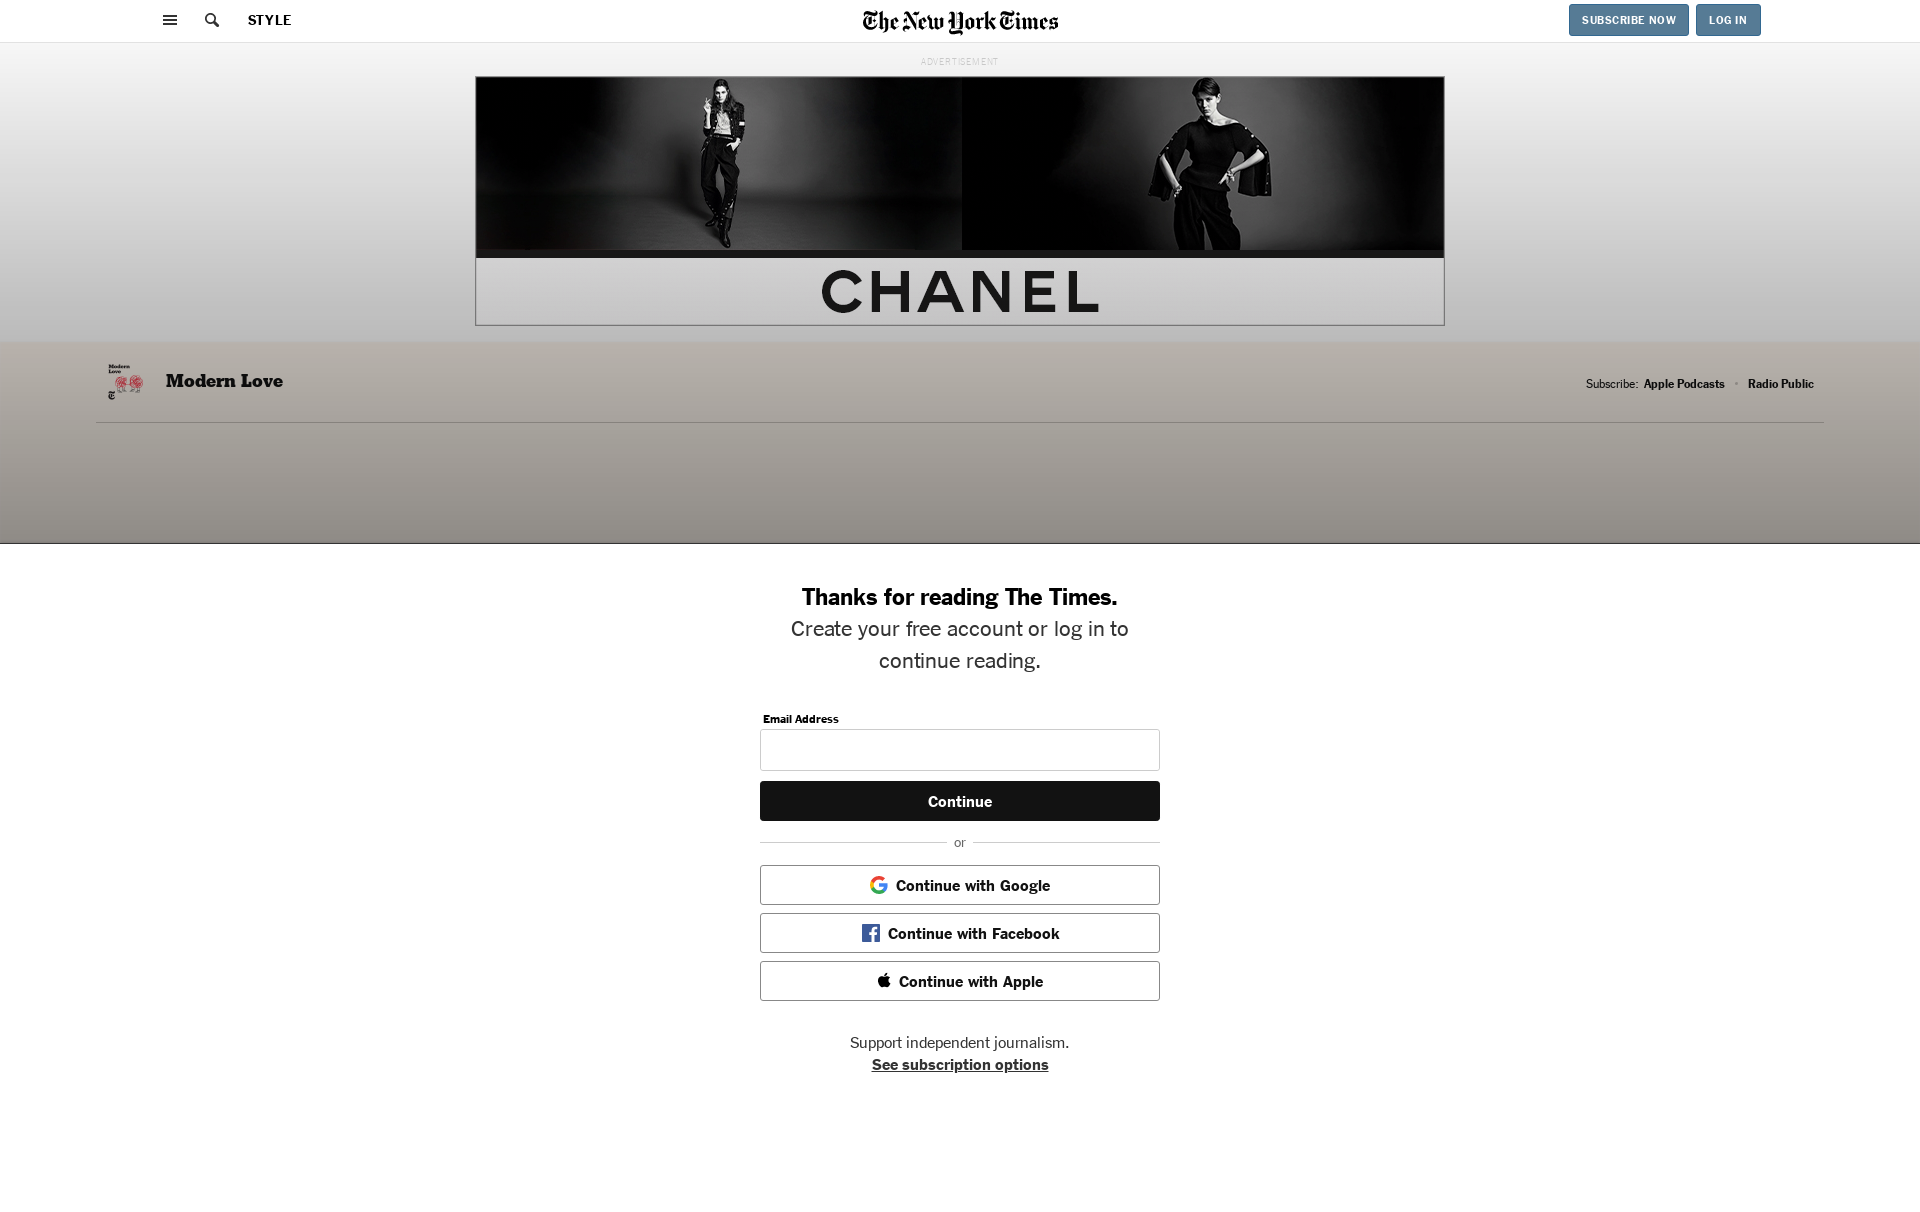 STYLE
The New York Times
SUBSCRIBE NOW
LOG IN
ADVERTISEMENT
CHANEL
Modern Love
Modern Love
Subscribe: Apple Podcasts • Radio Public
Thanks for reading The Times.
Create your free account or log in to
continue reading.
Email Address
Continue
or
Continue with Google
Continue with Facebook
Continue with Apple
Support independent journalism.
See subscription options